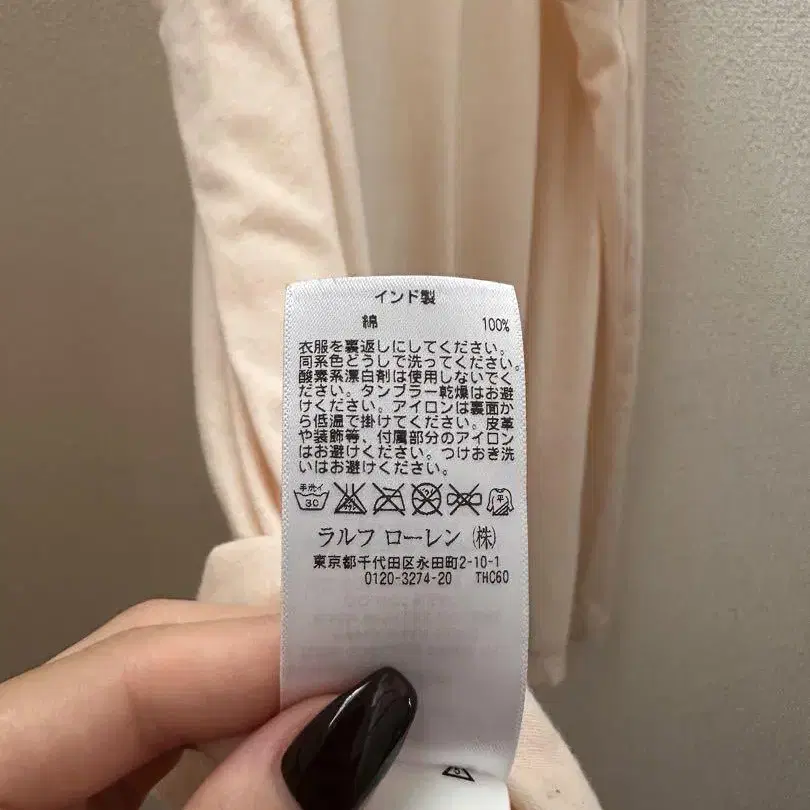 インド製
綿 100%
衣服を裏返しにしてください。
同系色どうしで洗ってください。
酸素系漂白剤は使用しないでく
ださい。タンブラー乾燥はお避
けください。アイロンは裏面か
ら低温で掛けてください。皮革
や装飾等、付属部分のアイロン
はお避けください。つけおき洗
いはお避けください。
手洗イ
30
平
ラルフ ローレン (株)
東京都千代田区永田町2-10-1
0120-3274-20 THC60